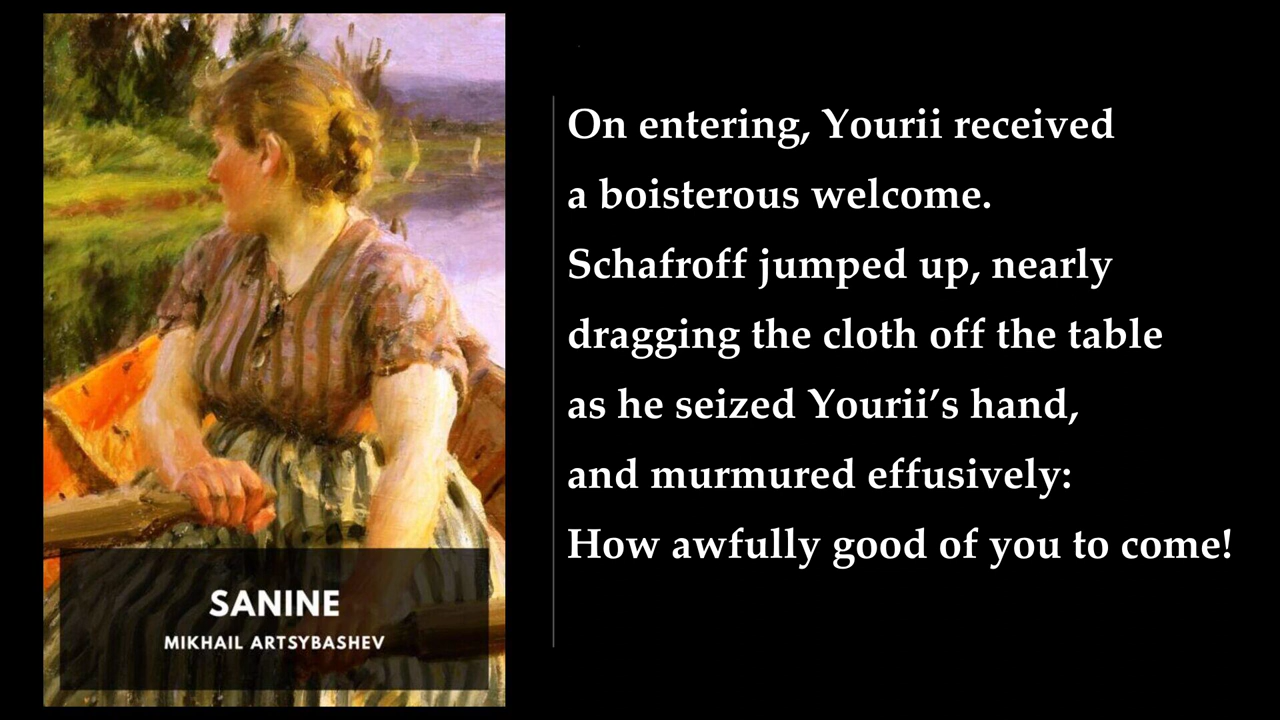 SANINE
MIKHAIL ARTSYBASHEV
On entering, Yourii received
a boisterous welcome.
Schafroff jumped up, nearly
dragging the cloth off the table
as he seized Yourii’s hand,
and murmured effusively:
How awfully good of you to come!